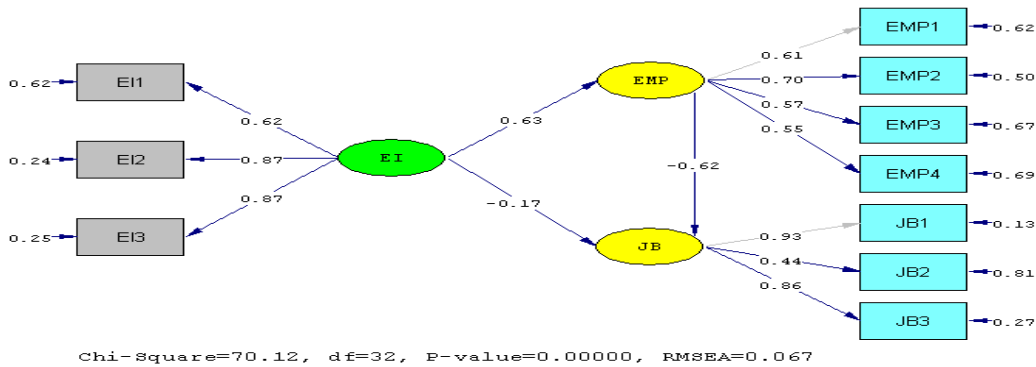 EMP1
0.62
0.61
EI1
0.62
EMP
EMP2
0.50
0.70
0.62
0.63
0.57
EMP3
0.67
EI2
0.24
0.87
EI
0.55
-0.62
EMP4
0.69
0.87
-0.17
EI3
0.25
JB
0.93
JB1
0.13
0.44
JB2
0.81
0.86
JB3
0.27
Chi-Square=70.12, df=32, P-value=0.00000, RMSEA=0.067